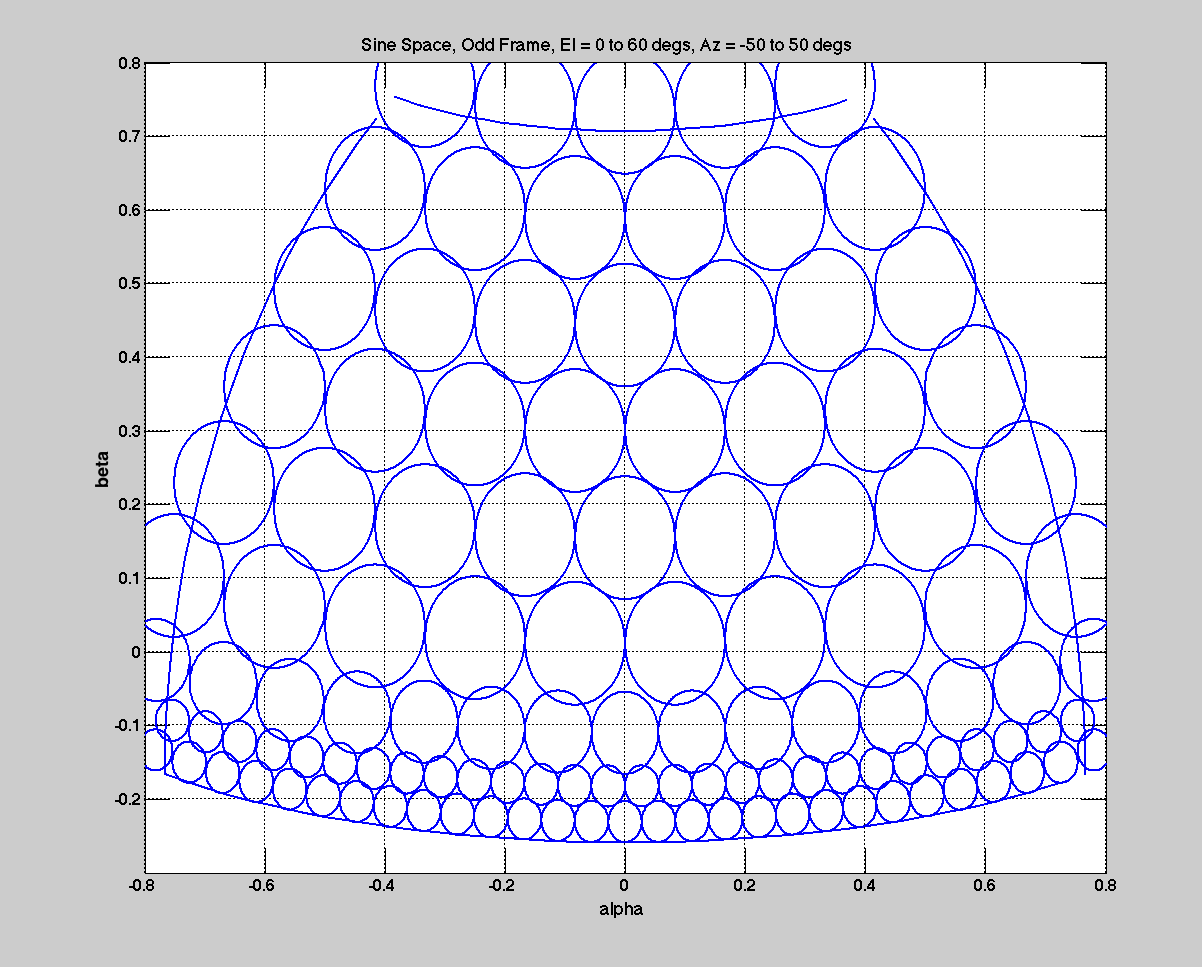 Sine Space, Odd Frame, El = 0 to 60 degs, Az = -50 to 50 degs
0.8
0.7
0.6
0.5
0.4
0.3
0.2
0.1
0
-0.1
-0.2
beta
-0.8 -0.6 -0.4 -0.2 0 0.2 0.4 0.6 0.8
alpha